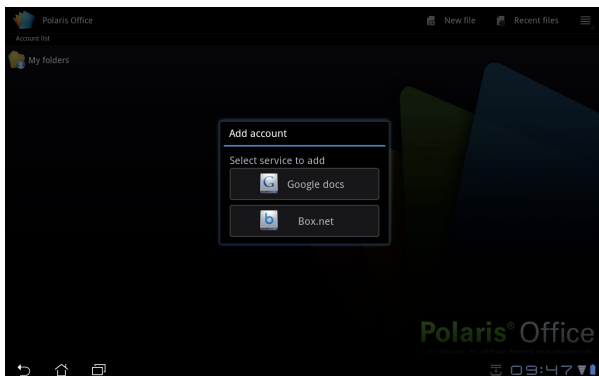 Polaris Office
New file
Recent files
Account list
My folders
Add account
Select service to add
G Google docs
b Box.net
Polaris® Office
09:47